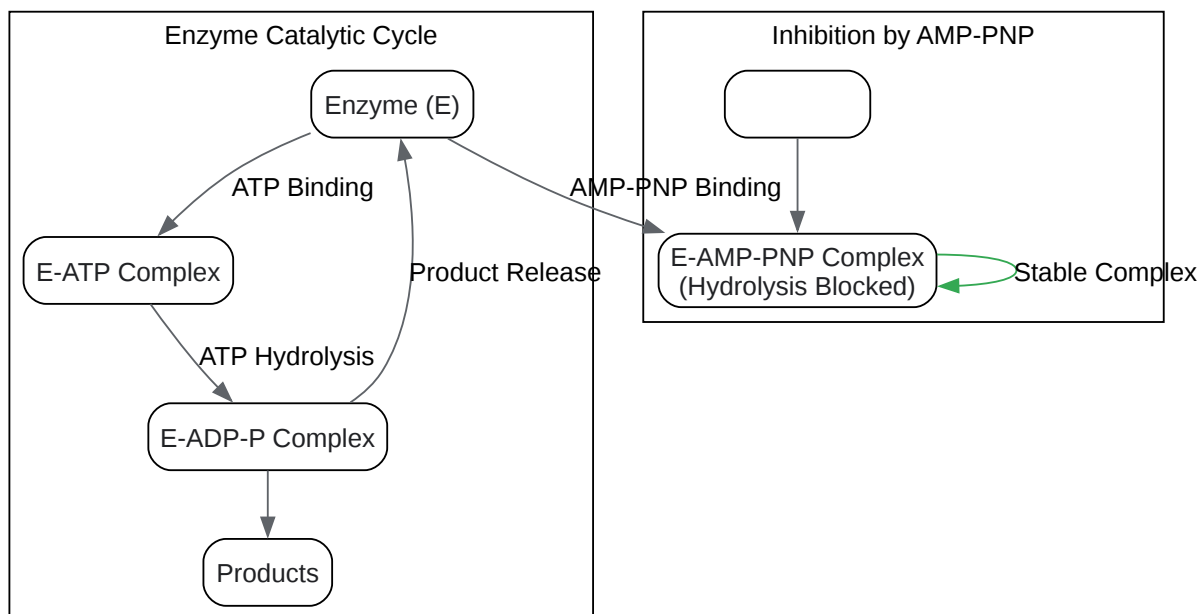 Enzyme Catalytic Cycle
Enzyme (E)
ATP Binding
E-ATP Complex
Product Release
ATP Hydrolysis
E-ADP-P Complex
Products
Inhibition by AMP-PNP
AMP-PNP Binding
E-AMP-PNP Complex
(Hydrolysis Blocked)
Stable Complex